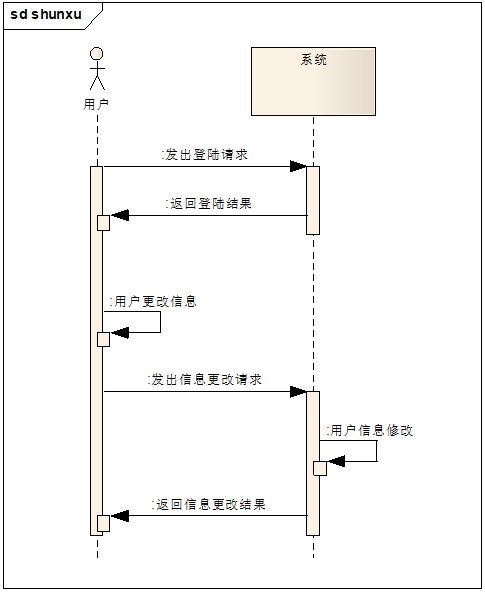 sd shunxu
用户
系统
:发出登陆请求
:返回登陆结果
:用户更改信息
:发出信息更改请求
:用户信息修改
:返回信息更改结果